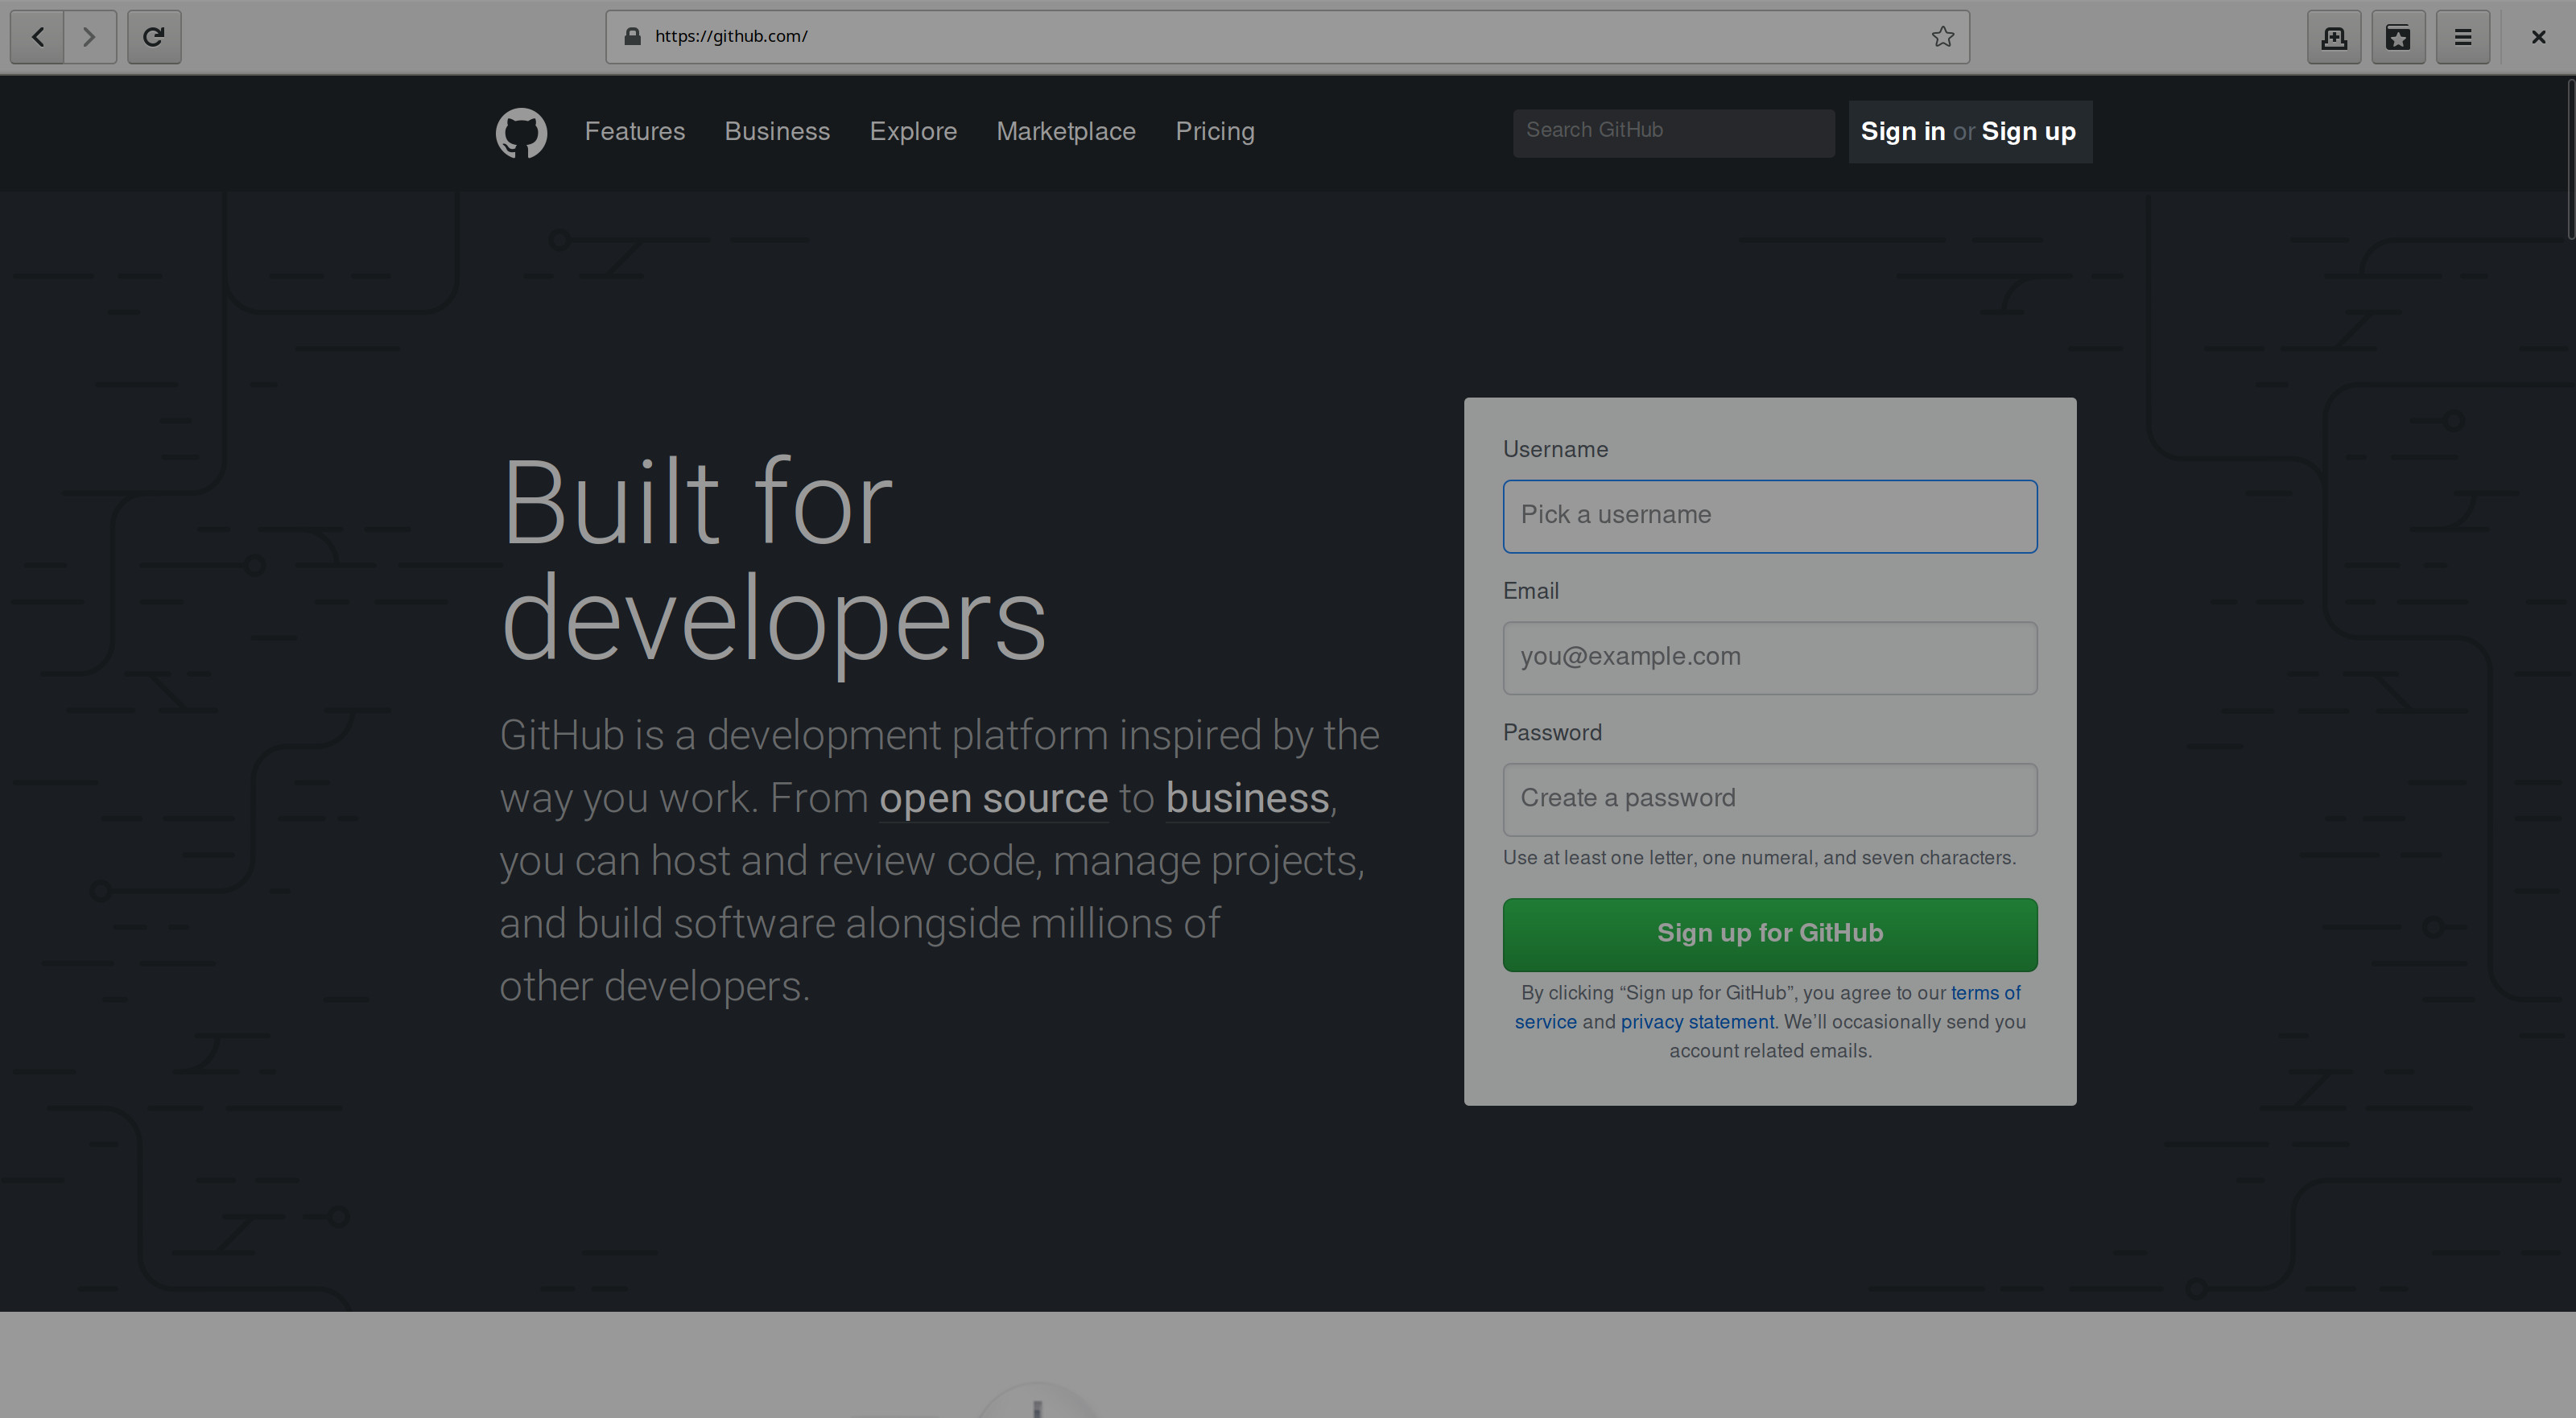 https://github.com/
Features Business Explore Marketplace Pricing
Search GitHub
Sign in or Sign up
Built for
developers
GitHub is a development platform inspired by the
way you work. From open source to business,
you can host and review code, manage projects,
and build software alongside millions of
other developers.
Username
Pick a username
Email
you@example.com
Password
Create a password
Use at least one letter, one numeral, and seven characters.
Sign up for GitHub
By clicking “Sign up for GitHub”, you agree to our terms of
service and privacy statement. We’ll occasionally send you
account related emails.